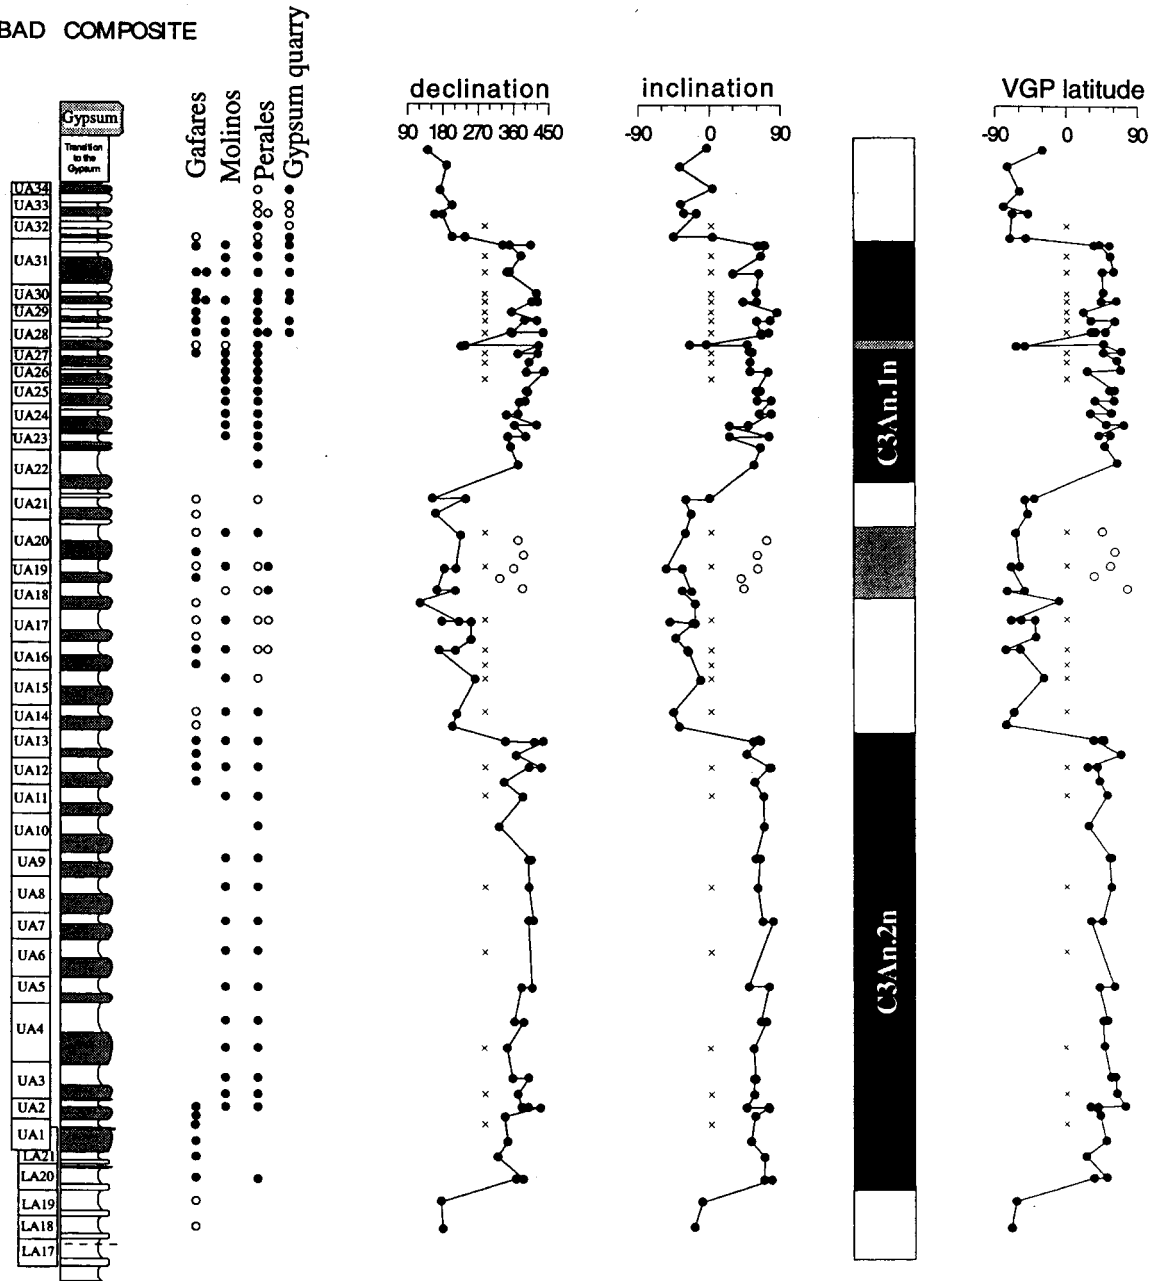 BAD COMPOSITE
Gafares
Molinos
Perales
Gypsum quarry
declination
90 180 270 360 450
inclination
-90 0 90
VGP latitude
-90 0 90
Gypsum
Transition
to the
Gypsum
UA34
UA33
UA32
UA31
UA30
UA29
UA28
UA27
UA26
UA25
UA24
UA23
UA22
UA21
UA20
UA19
UA18
UA17
UA16
UA15
UA14
UA13
UA12
UA11
UA10
UA9
UA8
UA7
UA6
UA5
UA4
UA3
UA2
UA1
LA21
LA20
LA19
LA18
LA17
C3An.1n
C3An.2n